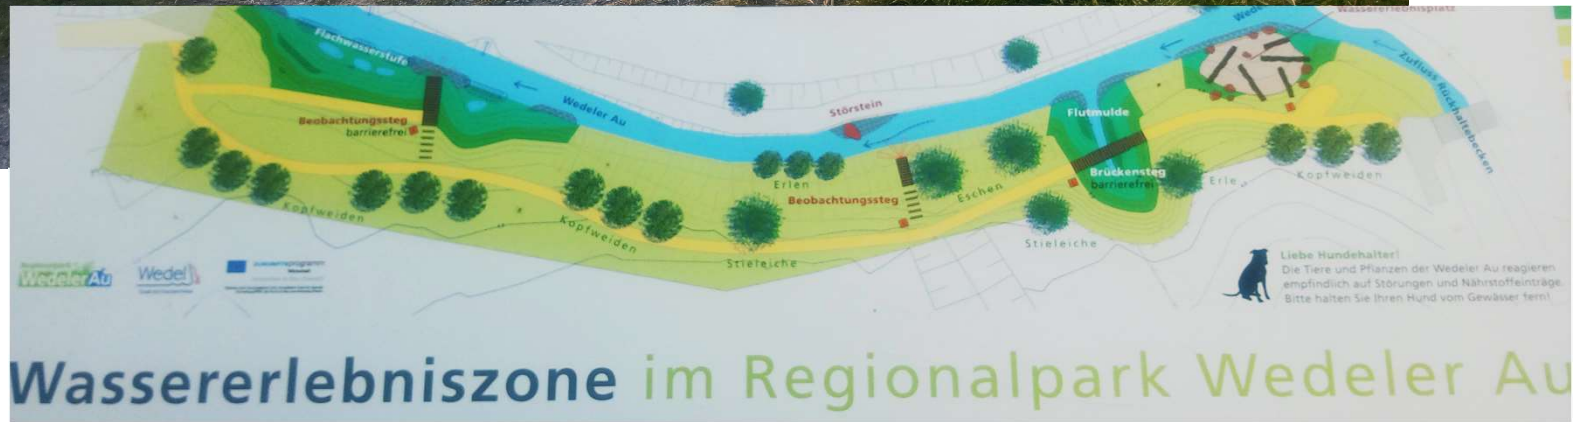 Wassererlebnisplatz
Flachwasserstufe
Zufluss Rückhaltebecken
Wedeler Au
Störstein
Flutmulde
Beobachtungssteg
barrierefrei
Brückensteg
barrierefrei
Erlen
Eschen
Erle
Kopfweiden
Beobachtungssteg
Kopfweiden
Kopfweiden
Stieleiche
Stieleiche
Regionalpark
WedelerAu
Wedel
Liebe Hundehalter!
Die Tiere und Pflanzen der Wedeler Au reagieren
empfindlich auf Störungen und Nährstoffeinträge.
Bitte halten Sie Ihren Hund vom Gewässer fern!
Wassererlebniszone im Regionalpark Wedeler Au